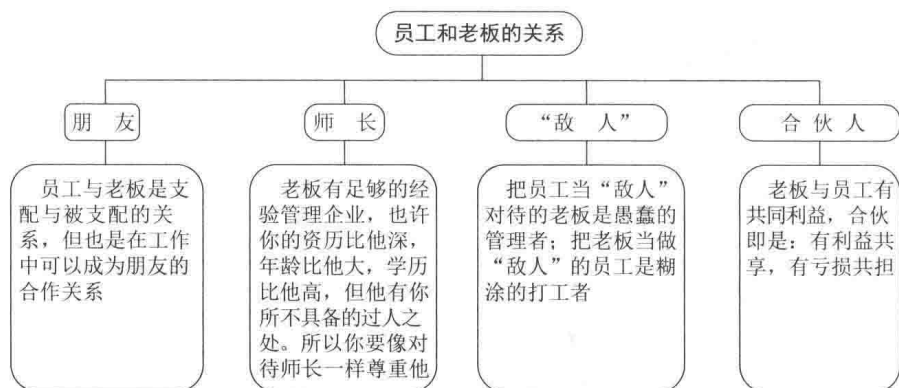 员工和老板的关系
朋 友
师 长
“敌 人”
合 伙 人
员工与老板是支
配与被支配的关
系，但也是在工作
中可以成为朋友的
合作关系
老板有足够的经
验管理企业，也许
你的资历比他深，
年龄比他大，学历
比他高，但他有你
所不具备的过人之
处。所以你要像对
待师长一样尊重他
把员工当“敌人”
对待的老板是愚蠢的
管理者；把老板当做
“敌人”的员工是糊
涂的打工者
老板与员工有
共同利益，合伙
即是：有利益共
享，有亏损共担